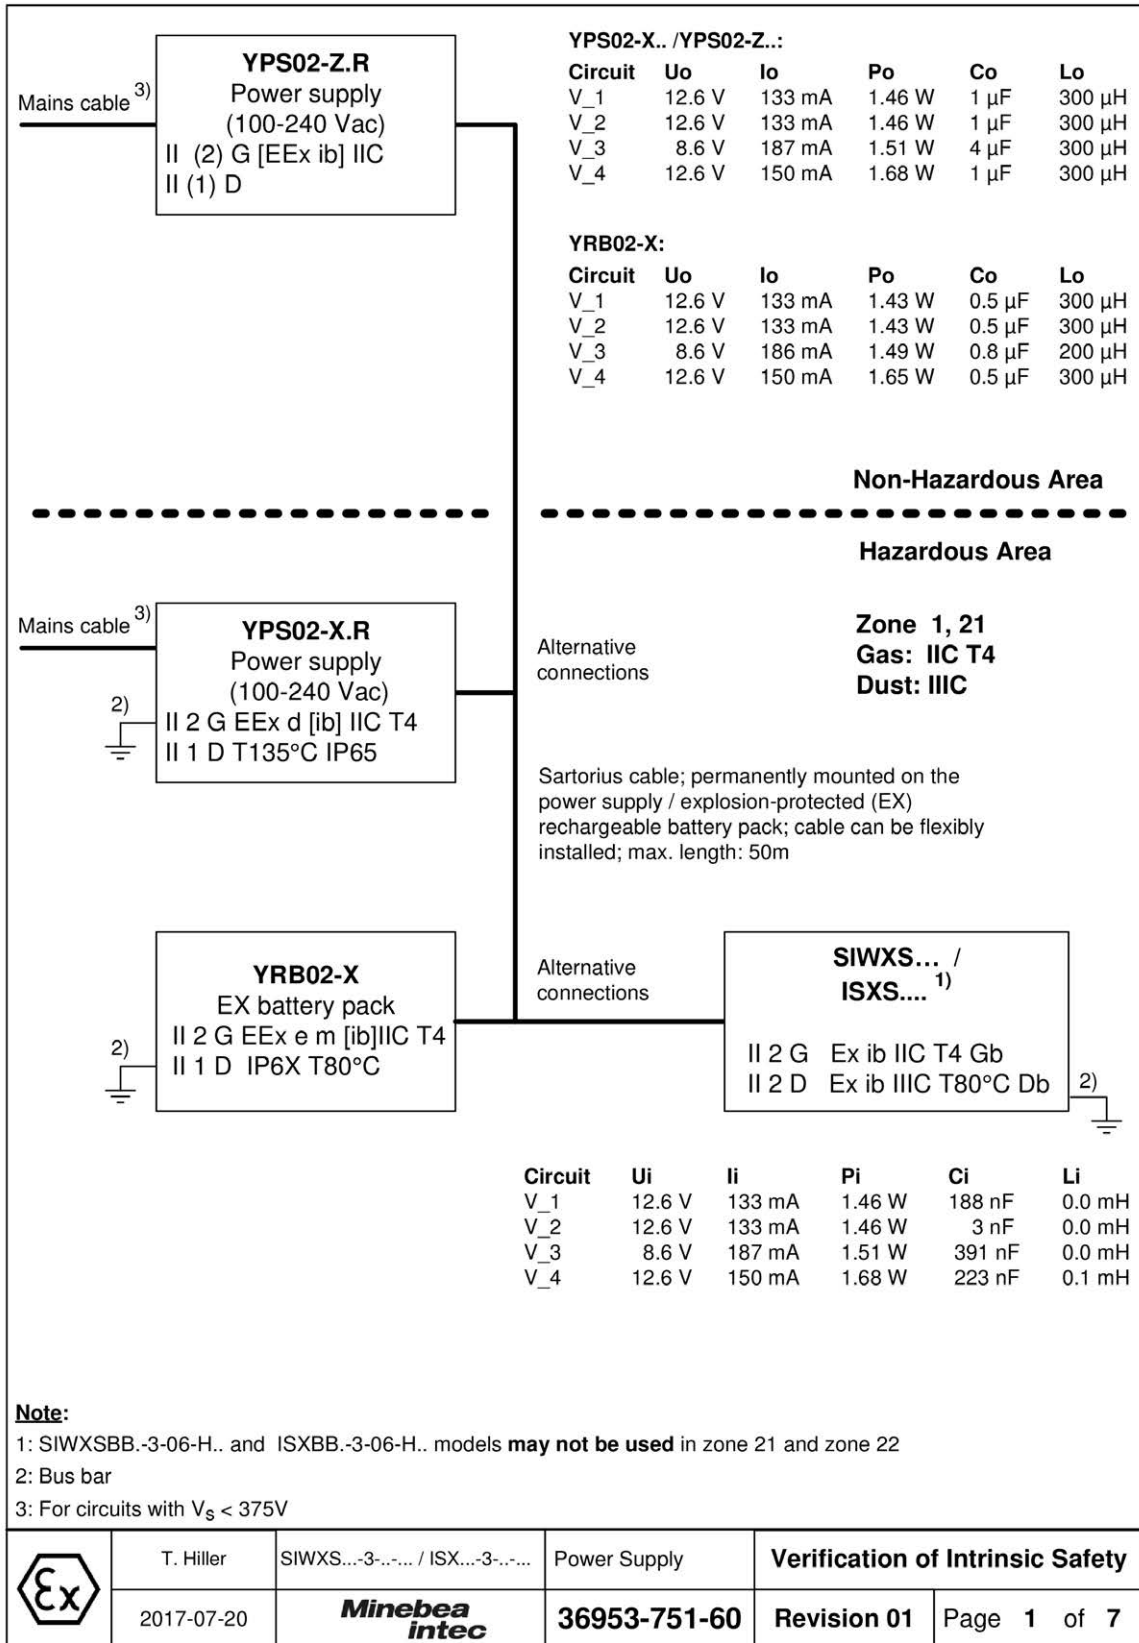 YPS02-Z.R
Power supply
(100-240 Vac)
II (2) G [EEx ib] IIC
II (1) D
Mains cable 3)
YPS02-X.. /YPS02-Z..:
Circuit Uo Io Po Co Lo
V_1 12.6 V 133 mA 1.46 W 1 µF 300 µH
V_2 12.6 V 133 mA 1.46 W 1 µF 300 µH
V_3 8.6 V 187 mA 1.51 W 4 µF 300 µH
V_4 12.6 V 150 mA 1.68 W 1 µF 300 µH
YRB02-X:
Circuit Uo Io Po Co Lo
V_1 12.6 V 133 mA 1.43 W 0.5 µF 300 µH
V_2 12.6 V 133 mA 1.43 W 0.5 µF 300 µH
V_3 8.6 V 186 mA 1.49 W 0.8 µF 200 µH
V_4 12.6 V 150 mA 1.65 W 0.5 µF 300 µH
Non-Hazardous Area
Hazardous Area
Mains cable 3)
YPS02-X.R
Power supply
(100-240 Vac)
II 2 G EEx d [ib] IIC T4
II 1 D T135°C IP65
2)
Alternative
connections
Zone 1, 21
Gas: IIC T4
Dust: IIIC
Sartorius cable; permanently mounted on the
power supply / explosion-protected (EX)
rechargeable battery pack; cable can be flexibly
installed; max. length: 50m
YRB02-X
EX battery pack
II 2 G EEx e m [ib]IIC T4
II 1 D IP6X T80°C
2)
Alternative
connections
SIWXS... /
ISXS.... 1)
II 2 G Ex ib IIC T4 Gb
II 2 D Ex ib IIIC T80°C Db
2)
Circuit Ui Ii Pi Ci Li
V_1 12.6 V 133 mA 1.46 W 188 nF 0.0 mH
V_2 12.6 V 133 mA 1.46 W 3 nF 0.0 mH
V_3 8.6 V 187 mA 1.51 W 391 nF 0.0 mH
V_4 12.6 V 150 mA 1.68 W 223 nF 0.1 mH
Note:
1: SIWXSBB.-3-06-H.. and ISXBB.-3-06-H.. models may not be used in zone 21 and zone 22
2: Bus bar
3: For circuits with VS < 375V
Ex
T. Hiller
SIWXS...-3-..-... / ISX...-3-..-...
Power Supply
Verification of Intrinsic Safety
2017-07-20
Minebea
intec
36953-751-60
Revision 01
Page 1 of 7